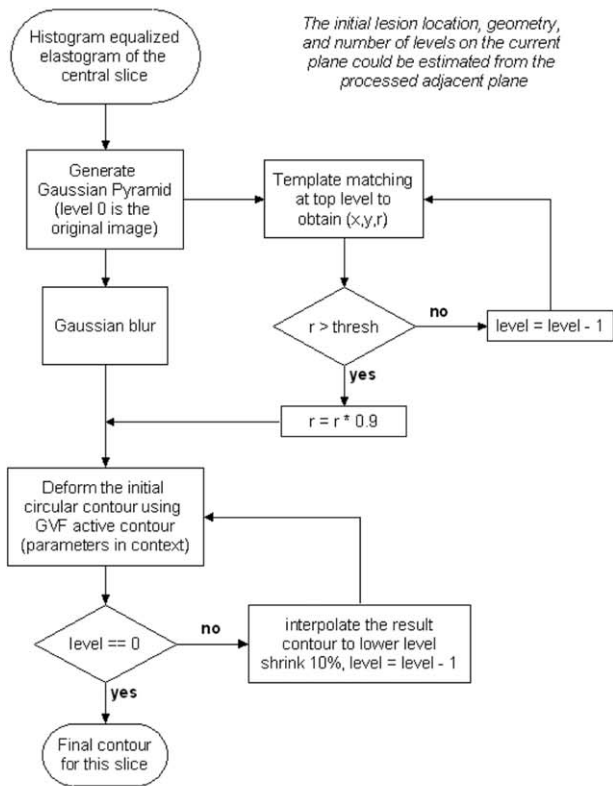 Histogram equalized
elastogram of the
central slice
The initial lesion location, geometry,
and number of levels on the current
plane could be estimated from the
processed adjacent plane
Generate
Gaussian Pyramid
(level 0 is the
original image)
Template matching
at top level to
obtain (x,y,r)
Gaussian blur
r > thresh
no
level = level - 1
yes
r = r * 0.9
Deform the initial
circular contour using
GVF active contour
(parameters in context)
level == 0
no
interpolate the result
contour to lower level
shrink 10%, level = level - 1
yes
Final contour
for this slice